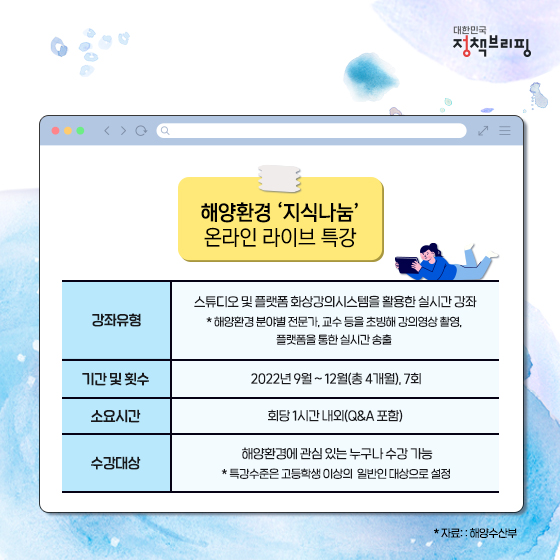 대한민국
정책브리핑
해양환경 ‘지식나눔’
온라인 라이브 특강
강좌유형
스튜디오 및 플랫폼 화상강의시스템을 활용한 실시간 강좌
* 해양환경 분야별 전문가, 교수 등을 초빙해 강의영상 촬영,
플랫폼을 통한 실시간 송출
기간 및 횟수
2022년 9월 ~ 12월(총 4개월), 7회
소요시간
회당 1시간 내외(Q&A 포함)
수강대상
해양환경에 관심 있는 누구나 수강 가능
* 특강수준은 고등학생 이상의 일반인 대상으로 설정
* 자료: : 해양수산부